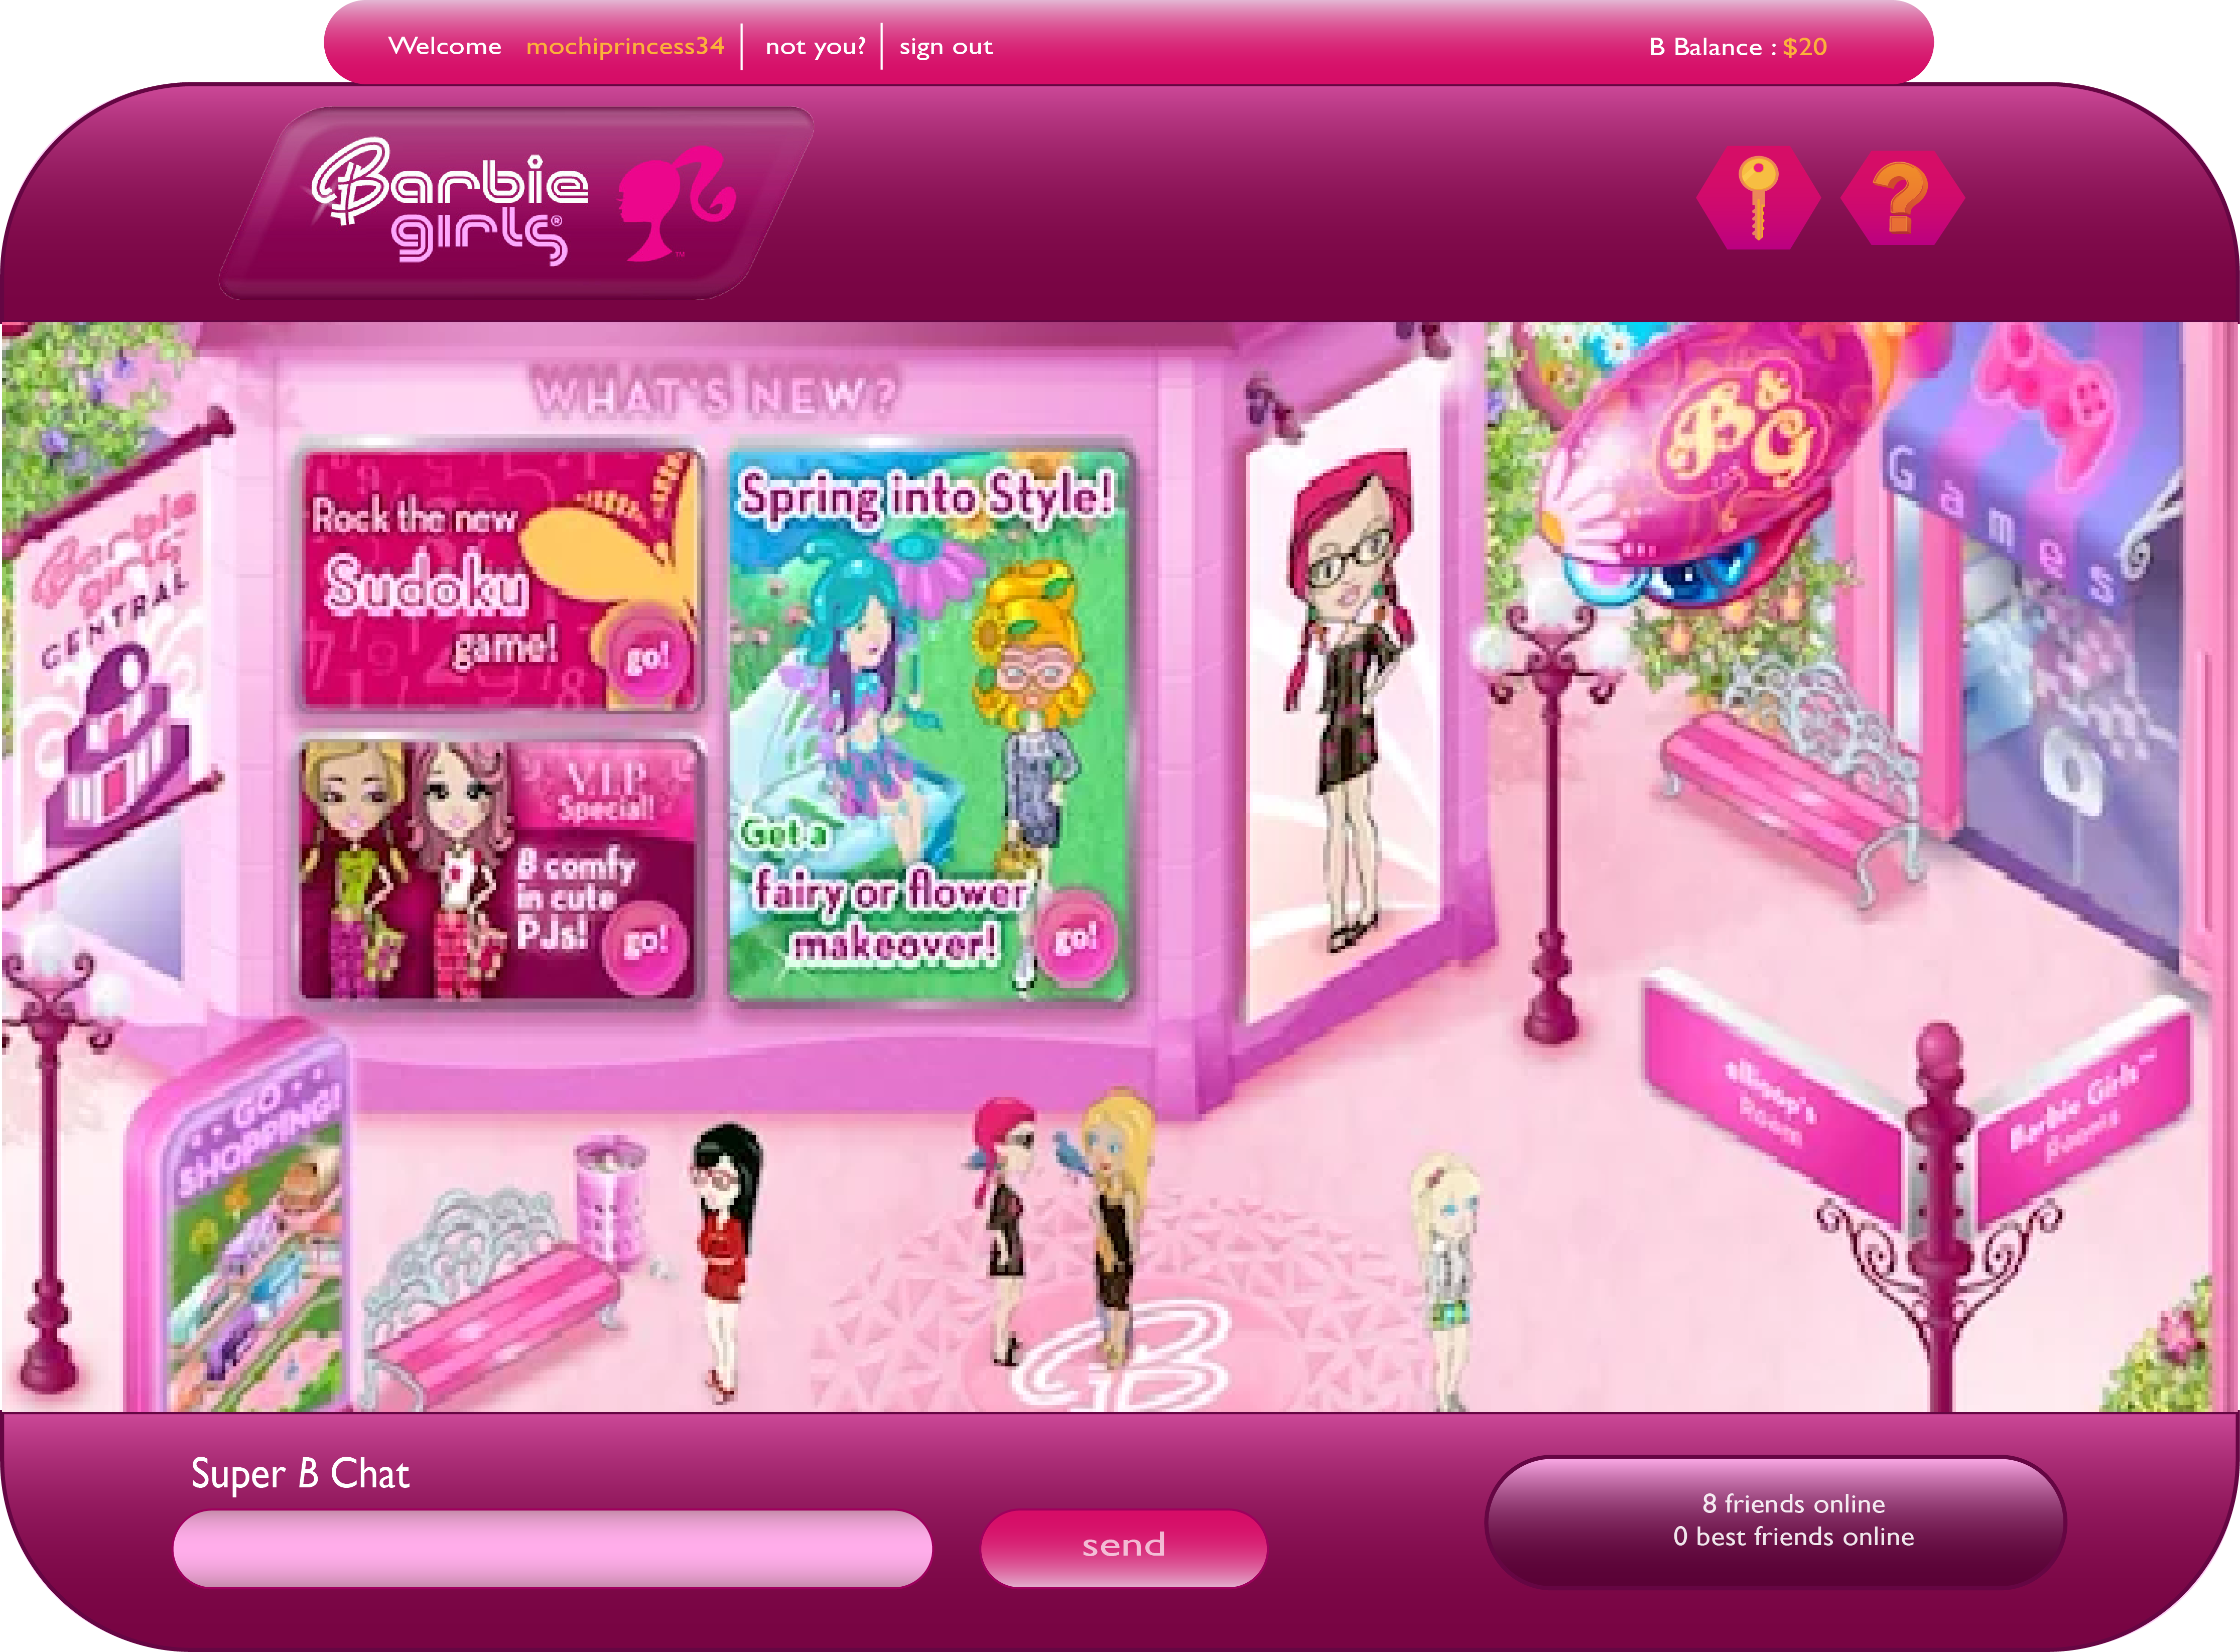 Welcome mochiprincess34 not you? sign out B Balance : $20
Barbie
girls®
TM
WHAT'S NEW?
Rock the new
Sudoku
game!
go!
V.I.P.
Special!
B comfy
in cute
PJs!
go!
Spring into Style!
Get a
fairy or flower
makeover!
go!
Barbie
girls
CENTRAL
B&G
Games
GO
SHOPPING!
Room
Barbie Girls™
Rooms
B
Super B Chat
send
8 friends online
0 best friends online